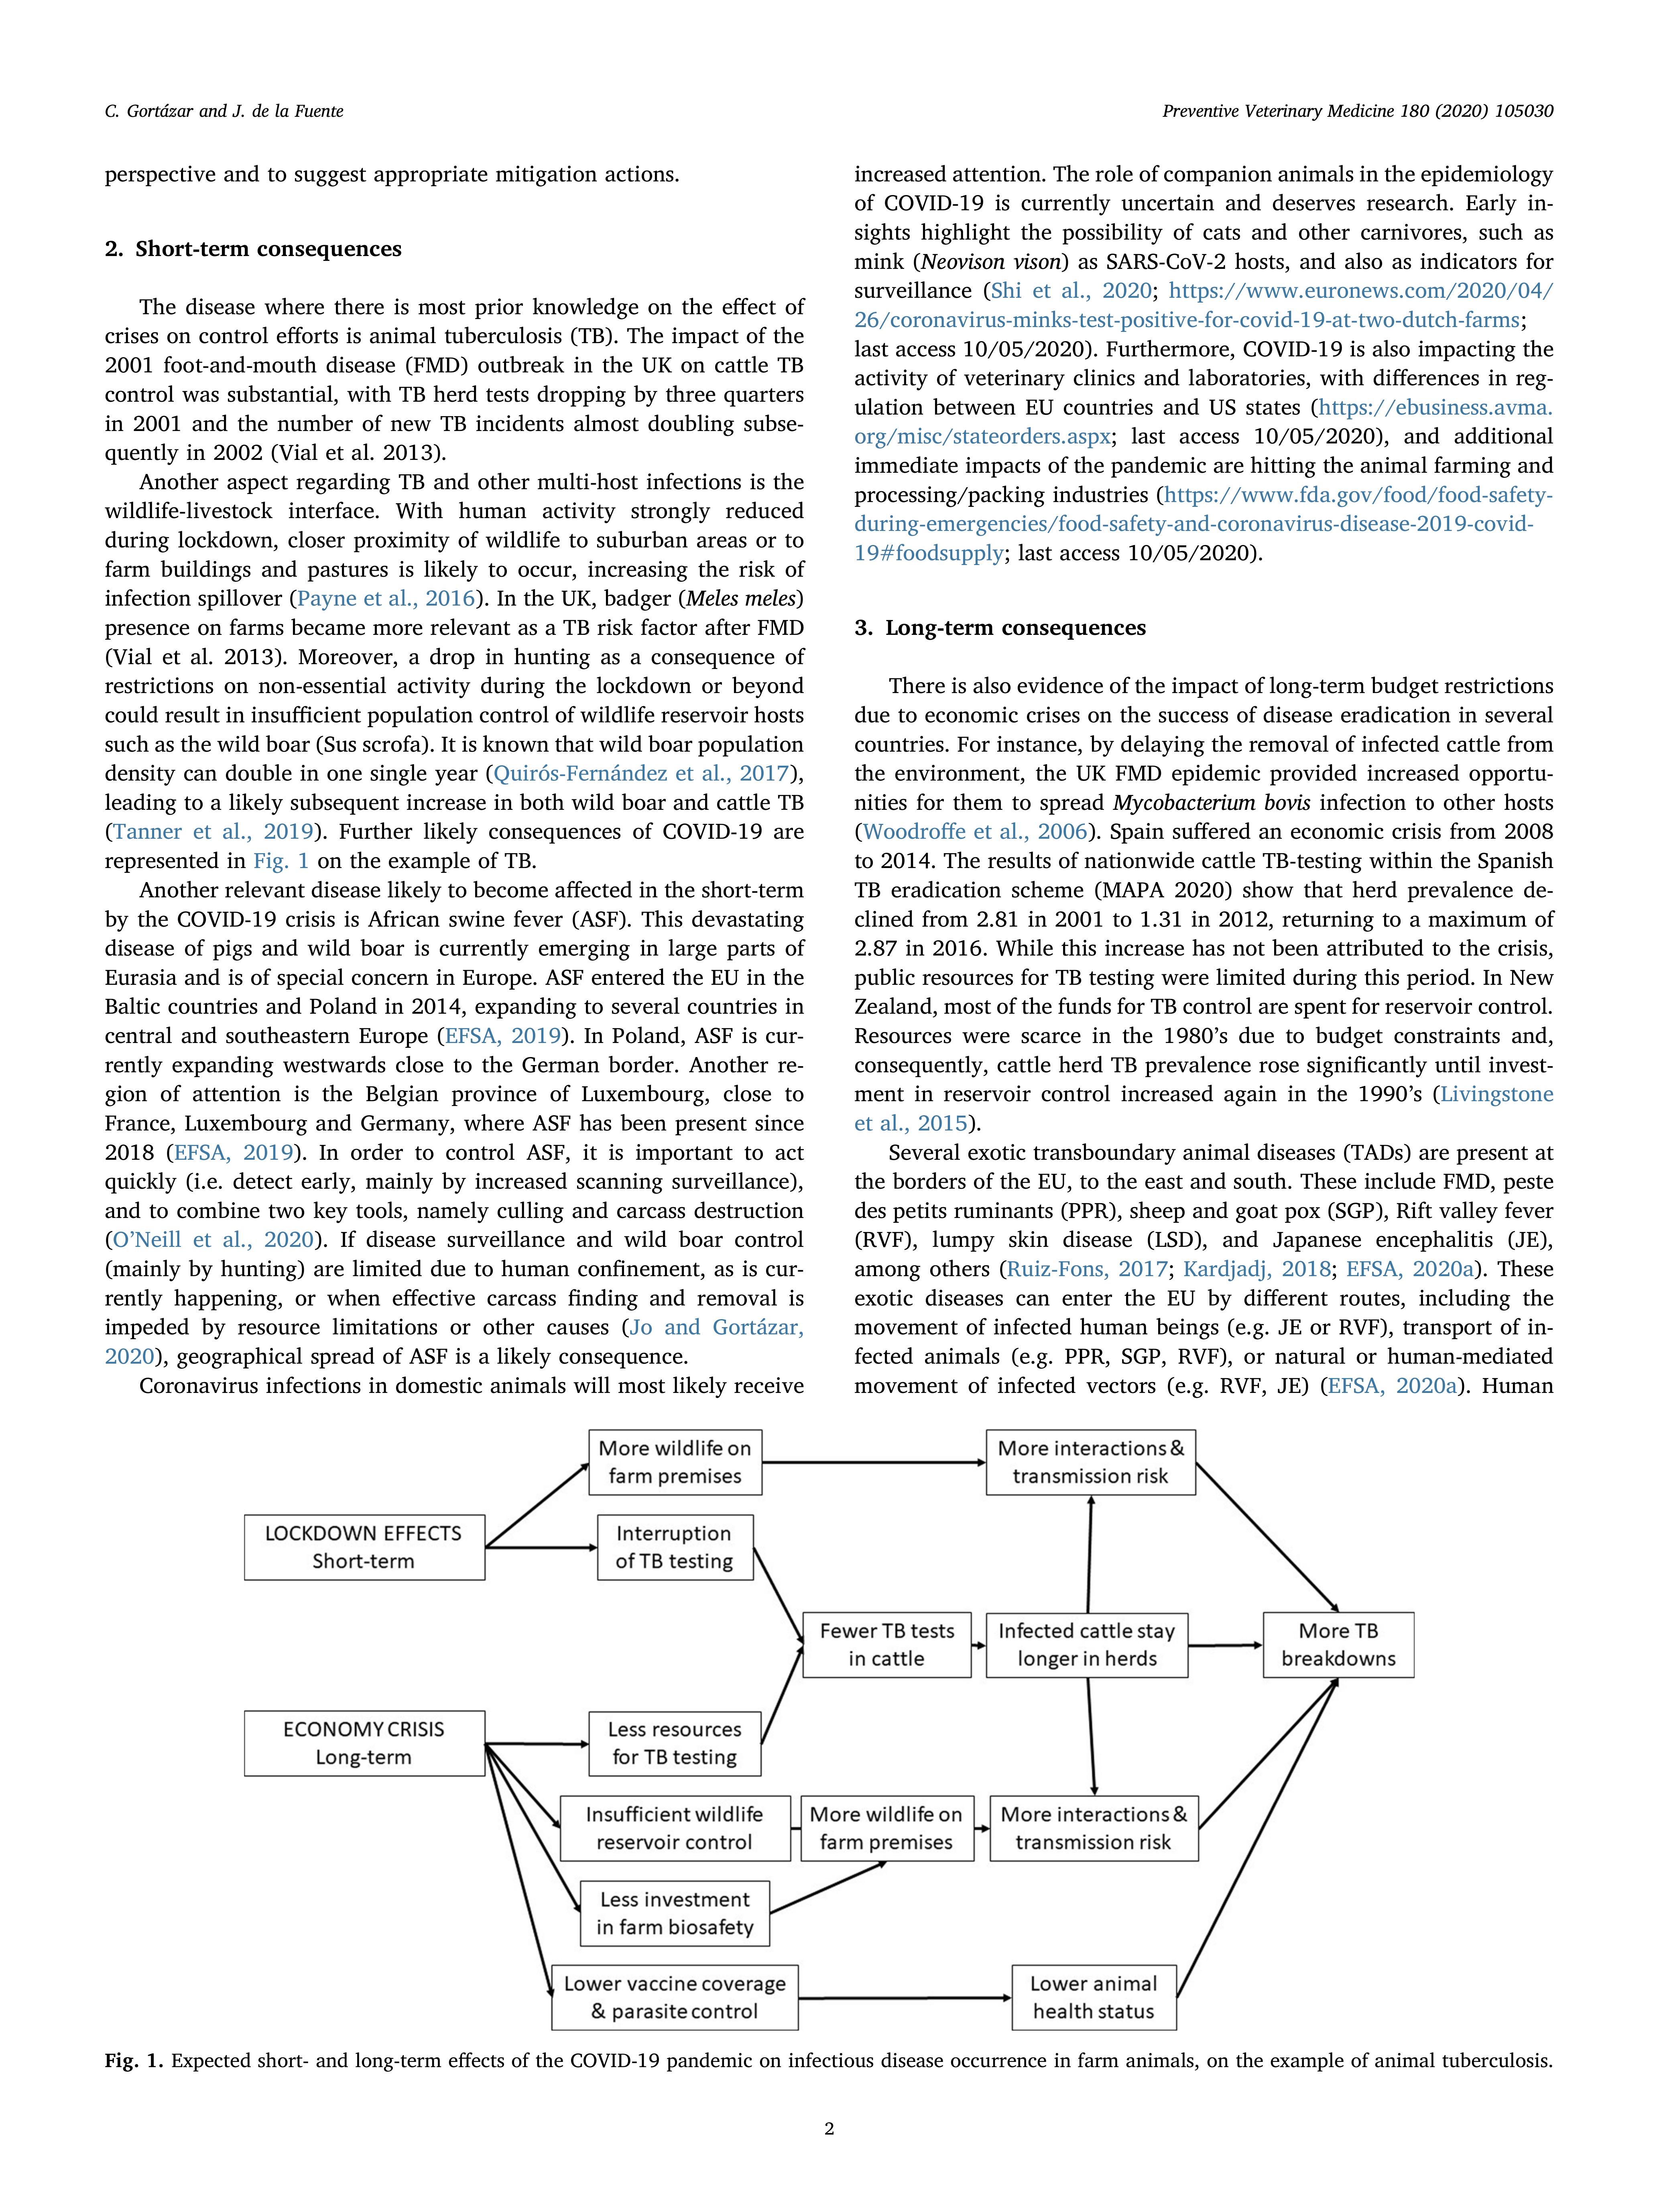 C. Gortázar and J. de la Fuente
Preventive Veterinary Medicine 180 (2020) 105030
perspective and to suggest appropriate mitigation actions.
2. Short-term consequences
The disease where there is most prior knowledge on the effect of
crises on control efforts is animal tuberculosis (TB). The impact of the
2001 foot-and-mouth disease (FMD) outbreak in the UK on cattle TB
control was substantial, with TB herd tests dropping by three quarters
in 2001 and the number of new TB incidents almost doubling subse-
quently in 2002 (Vial et al. 2013).
Another aspect regarding TB and other multi-host infections is the
wildlife-livestock interface. With human activity strongly reduced
during lockdown, closer proximity of wildlife to suburban areas or to
farm buildings and pastures is likely to occur, increasing the risk of
infection spillover (Payne et al., 2016). In the UK, badger (Meles meles)
presence on farms became more relevant as a TB risk factor after FMD
(Vial et al. 2013). Moreover, a drop in hunting as a consequence of
restrictions on non-essential activity during the lockdown or beyond
could result in insufficient population control of wildlife reservoir hosts
such as the wild boar (Sus scrofa). It is known that wild boar population
density can double in one single year (Quirós-Fernández et al., 2017),
leading to a likely subsequent increase in both wild boar and cattle TB
(Tanner et al., 2019). Further likely consequences of COVID-19 are
represented in Fig. 1 on the example of TB.
Another relevant disease likely to become affected in the short-term
by the COVID-19 crisis is African swine fever (ASF). This devastating
disease of pigs and wild boar is currently emerging in large parts of
Eurasia and is of special concern in Europe. ASF entered the EU in the
Baltic countries and Poland in 2014, expanding to several countries in
central and southeastern Europe (EFSA, 2019). In Poland, ASF is cur-
rently expanding westwards close to the German border. Another re-
gion of attention is the Belgian province of Luxembourg, close to
France, Luxembourg and Germany, where ASF has been present since
2018 (EFSA, 2019). In order to control ASF, it is important to act
quickly (i.e. detect early, mainly by increased scanning surveillance),
and to combine two key tools, namely culling and carcass destruction
(O'Neill et al., 2020). If disease surveillance and wild boar control
(mainly by hunting) are limited due to human confinement, as is cur-
rently happening, or when effective carcass finding and removal is
impeded by resource limitations or other causes (Jo and Gortázar,
2020), geographical spread of ASF is a likely consequence.
Coronavirus infections in domestic animals will most likely receive
increased attention. The role of companion animals in the epidemiology
of COVID-19 is currently uncertain and deserves research. Early in-
sights highlight the possibility of cats and other carnivores, such as
mink (Neovison vison) as SARS-CoV-2 hosts, and also as indicators for
surveillance (Shi et al., 2020; https://www.euronews.com/2020/04/
26/coronavirus-minks-test-positive-for-covid-19-at-two-dutch-farms;
last access 10/05/2020). Furthermore, COVID-19 is also impacting the
activity of veterinary clinics and laboratories, with differences in reg-
ulation between EU countries and US states (https://ebusiness.avma.
org/misc/stateorders.aspx; last access 10/05/2020), and additional
immediate impacts of the pandemic are hitting the animal farming and
processing/packing industries (https://www.fda.gov/food/food-safety-
during-emergencies/food-safety-and-coronavirus-disease-2019-covid-
19#foodsupply; last access 10/05/2020).
3. Long-term consequences
There is also evidence of the impact of long-term budget restrictions
due to economic crises on the success of disease eradication in several
countries. For instance, by delaying the removal of infected cattle from
the environment, the UK FMD epidemic provided increased opportu-
nities for them to spread Mycobacterium bovis infection to other hosts
(Woodroffe et al., 2006). Spain suffered an economic crisis from 2008
to 2014. The results of nationwide cattle TB-testing within the Spanish
TB eradication scheme (MAPA 2020) show that herd prevalence de-
clined from 2.81 in 2001 to 1.31 in 2012, returning to a maximum of
2.87 in 2016. While this increase has not been attributed to the crisis,
public resources for TB testing were limited during this period. In New
Zealand, most of the funds for TB control are spent for reservoir control.
Resources were scarce in the 1980's due to budget constraints and,
consequently, cattle herd TB prevalence rose significantly until invest-
ment in reservoir control increased again in the 1990's (Livingstone
et al., 2015).
Several exotic transboundary animal diseases (TADs) are present at
the borders of the EU, to the east and south. These include FMD, peste
des petits ruminants (PPR), sheep and goat pox (SGP), Rift valley fever
(RVF), lumpy skin disease (LSD), and Japanese encephalitis (JE),
among others (Ruiz-Fons, 2017; Kardjadj, 2018; EFSA, 2020a). These
exotic diseases can enter the EU by different routes, including the
movement of infected human beings (e.g. JE or RVF), transport of in-
fected animals (e.g. PPR, SGP, RVF), or natural or human-mediated
movement of infected vectors (e.g. RVF, JE) (EFSA, 2020a). Human
More wildlife on
farm premises
More interactions &
transmission risk
LOCKDOWN EFFECTS
Short-term
Interruption
of TB testing
Fewer TB tests
in cattle
Infected cattle stay
longer in herds
More TB
breakdowns
ECONOMY CRISIS
Long-term
Less resources
for TB testing
Insufficient wildlife
reservoir control
More wildlife on
farm premises
More interactions &
transmission risk
Less investment
in farm biosafety
Lower vaccine coverage
& parasite control
Lower animal
health status
Fig. 1. Expected short- and long-term effects of the COVID-19 pandemic on infectious disease occurrence in farm animals, on the example of animal tuberculosis.
2